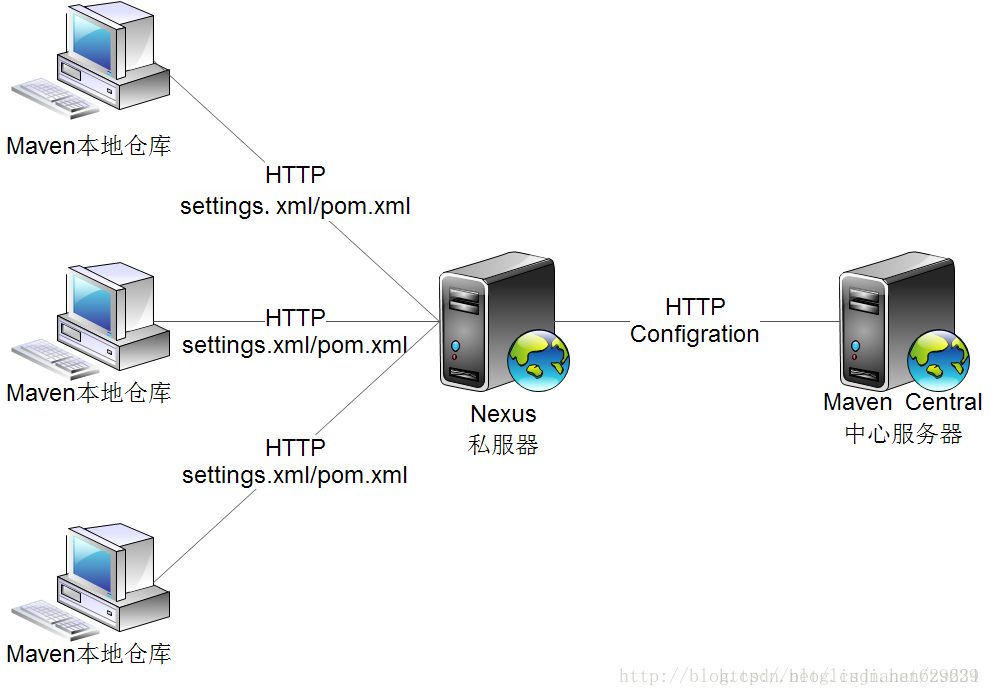 Maven本地仓库
HTTP
settings. xml/pom.xml
HTTP
settings.xml/pom.xml
Maven本地仓库
HTTP
Configration
Nexus
私服器
Maven Central
中心服务器
HTTP
settings.xml/pom.xml
Maven本地仓库